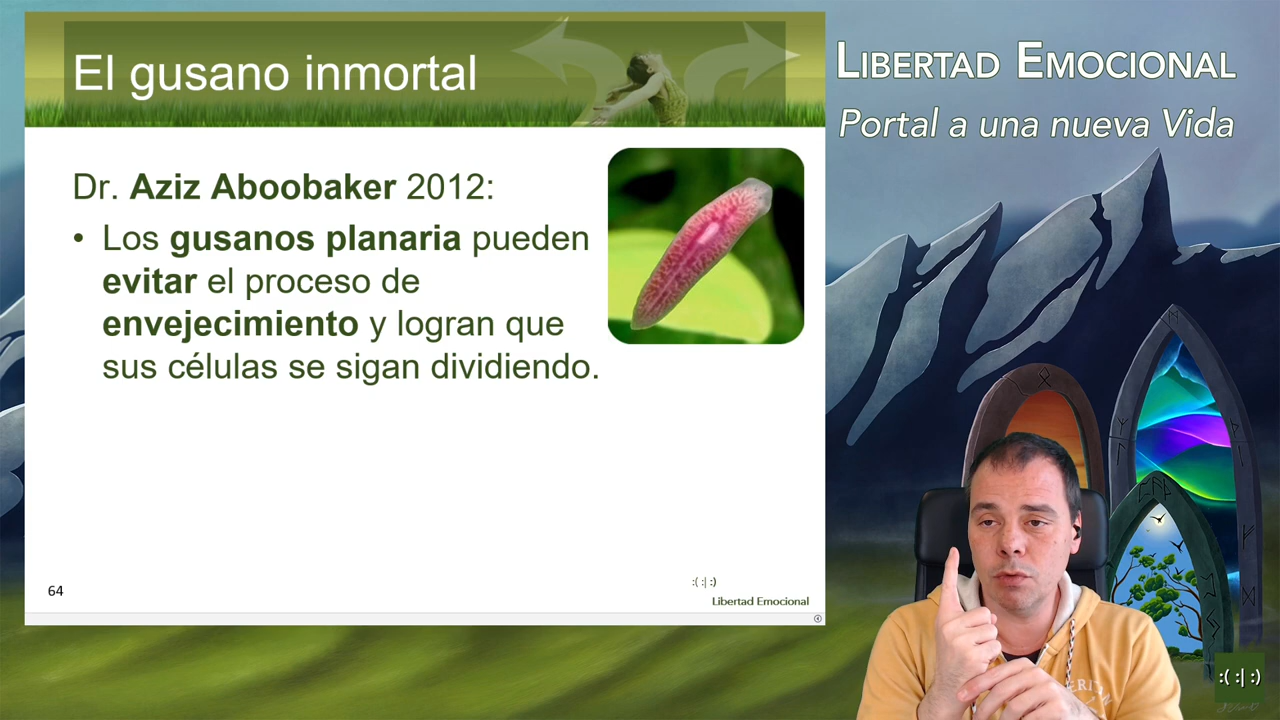 El gusano inmortal
Dr. Aziz Aboobaker 2012:
• Los gusanos planaria pueden
evitar el proceso de
envejecimiento y logran que
sus células se sigan dividiendo.
64
:( :| :)
Libertad Emocional
LIBERTAD EMOCIONAL
Portal a una nueva Vida
:( :| :)